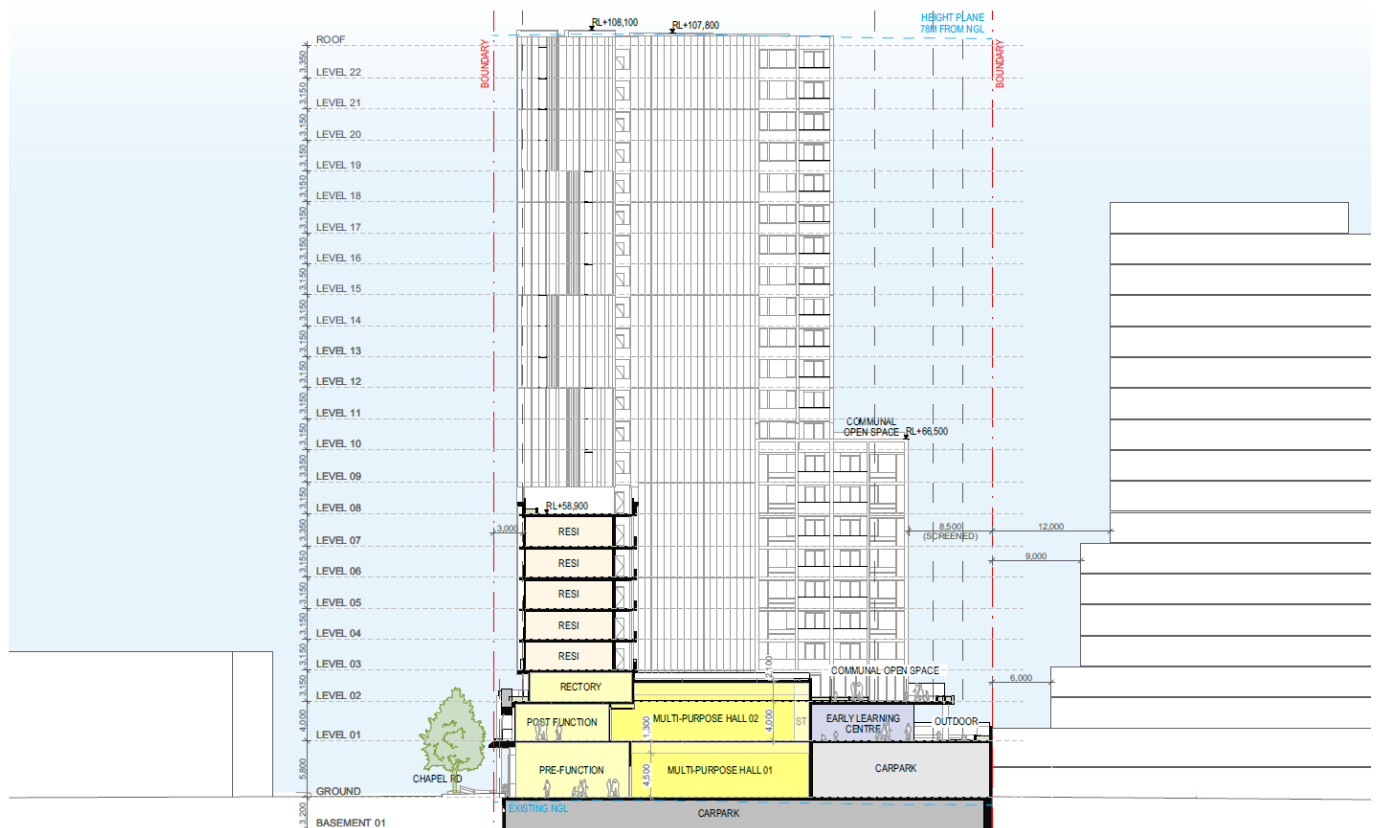 RL+108,100
RL+107,800
HEIGHT PLANE
78M FROM NGL
BOUNDARY
BOUNDARY
ROOF
3,350
LEVEL 22
3,150
LEVEL 21
3,150
LEVEL 20
3,150
LEVEL 19
3,150
LEVEL 18
3,150
LEVEL 17
3,150
LEVEL 16
3,150
LEVEL 15
3,150
LEVEL 14
3,150
LEVEL 13
3,150
LEVEL 12
3,150
LEVEL 11
3,150
LEVEL 10
3,350
LEVEL 09
3,150
LEVEL 08
3,350
LEVEL 07
3,150
LEVEL 06
3,150
LEVEL 05
3,150
LEVEL 04
3,150
LEVEL 03
3,150
LEVEL 02
4,000
LEVEL 01
5,800
GROUND
3,200
BASEMENT 01
COMMUNAL
OPEN SPACE
RL+66,500
RL+58,900
3,000
8,500
(SCREENED)
12,000
9,000
6,000
RESI
RESI
RESI
RESI
RESI
RECTORY
2,100
COMMUNAL OPEN SPACE
POST FUNCTION
MULTI-PURPOSE HALL 02
1,300
4,000
ST
EARLY LEARNING
CENTRE
OUTDOOR
PRE-FUNCTION
4,500
MULTI-PURPOSE HALL 01
CARPARK
CHAPEL RD
EXISTING NGL
CARPARK